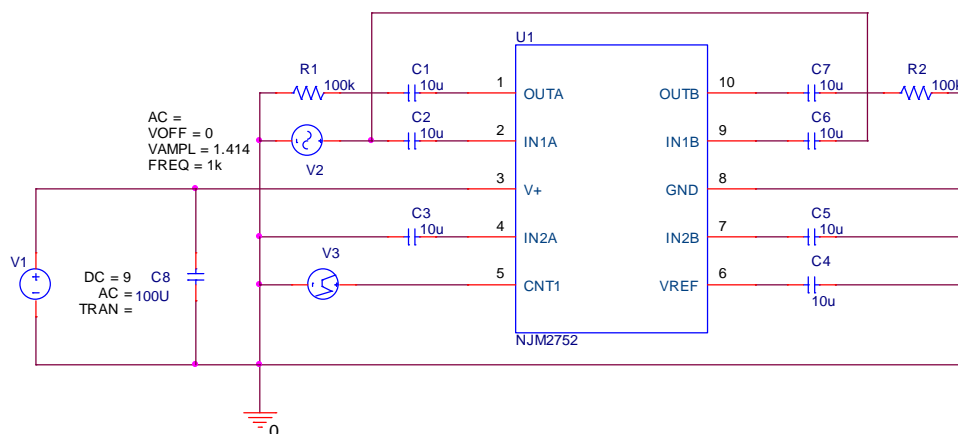 U1
R1
100k
C1
10u
1
OUTA
OUTB
10
C7
10u
R2
100k
AC =
VOFF = 0
VAMPL = 1.414
FREQ = 1k
V2
C2
10u
2
IN1A
IN1B
9
C6
10u
3
V+
GND
8
C3
10u
4
IN2A
IN2B
7
C5
10u
V3
5
CNT1
VREF
6
C4
10u
V1
DC = 9
AC =
TRAN =
C8
100U
NJM2752
0